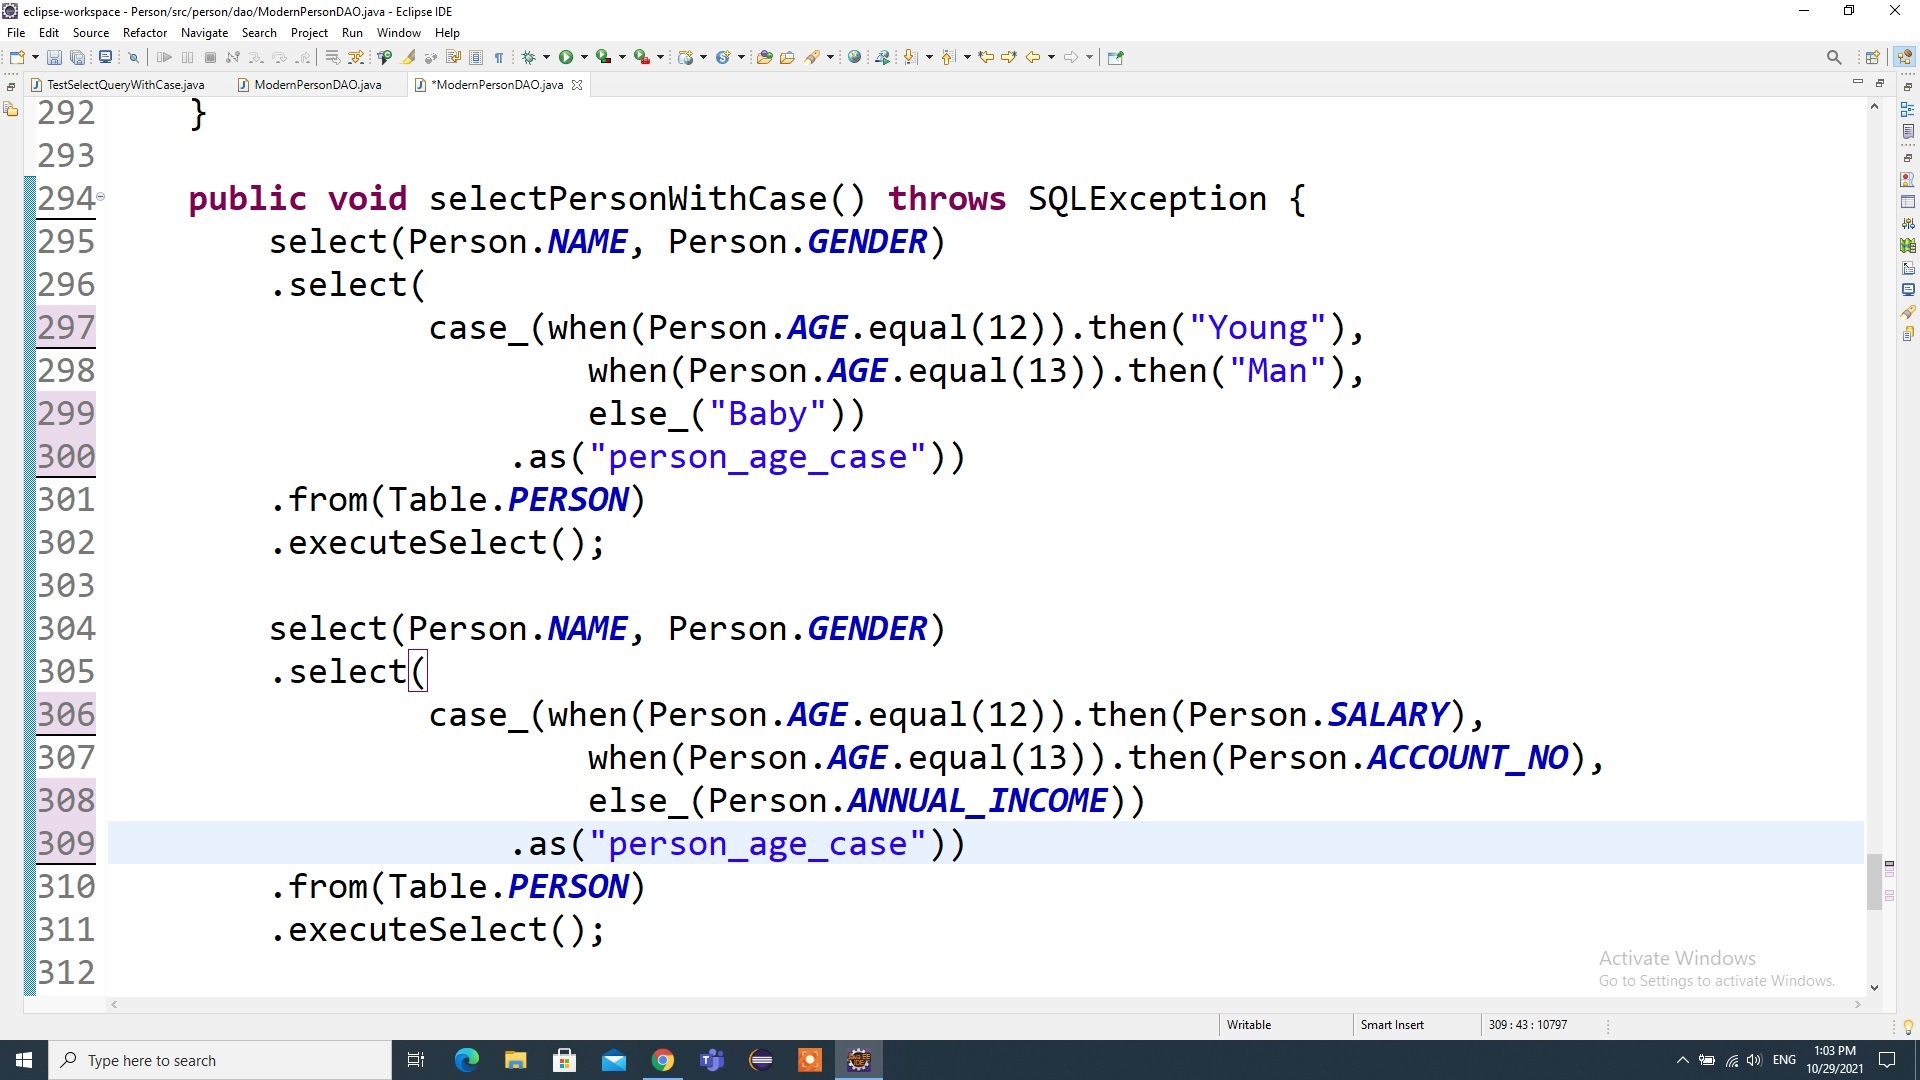 eclipse-workspace - Person/src/person/dao/ModernPersonDAO.java - Eclipse IDE
File Edit Source Refactor Navigate Search Project Run Window Help
TestSelectQueryWithCase.java ModernPersonDAO.java *ModernPersonDAO.java
292 }
293
294 public void selectPersonWithCase() throws SQLException {
295 select(Person.NAME, Person.GENDER)
296 .select(
297 case_(when(Person.AGE.equal(12)).then("Young"),
298 when(Person.AGE.equal(13)).then("Man"),
299 else_("Baby"))
300 .as("person_age_case"))
301 .from(Table.PERSON)
302 .executeSelect();
303
304 select(Person.NAME, Person.GENDER)
305 .select(
306 case_(when(Person.AGE.equal(12)).then(Person.SALARY),
307 when(Person.AGE.equal(13)).then(Person.ACCOUNT_NO),
308 else_(Person.ANNUAL_INCOME))
309 .as("person_age_case"))
310 .from(Table.PERSON)
311 .executeSelect();
312
Activate Windows
Go to Settings to activate Windows.
Writable Smart Insert 309 : 43 : 10797
Type here to search
ENG
1:03 PM
10/29/2021